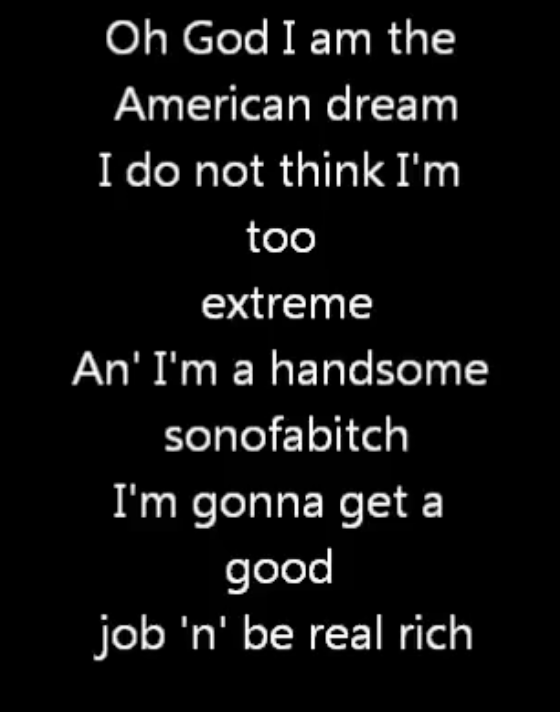 Oh God I am the
American dream
I do not think I'm
too
extreme
An' I'm a handsome
sonofabitch
I'm gonna get a
good
job 'n' be real rich